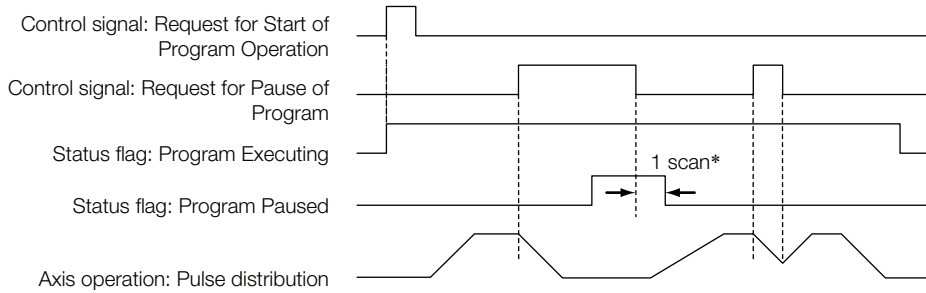 Control signal: Request for Start of
Program Operation
Control signal: Request for Pause of
Program
Status flag: Program Executing
1 scan*
Status flag: Program Paused
Axis operation: Pulse distribution